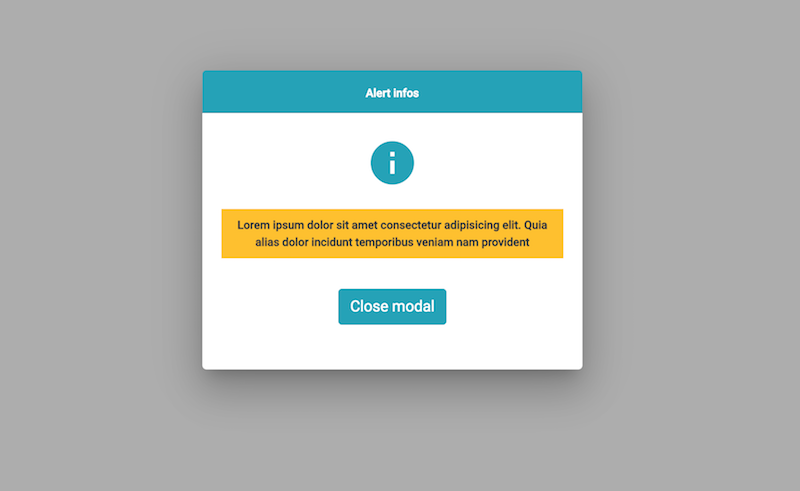 Alert infos
Lorem ipsum dolor sit amet consectetur adipisicing elit. Quia
alias dolor incidunt temporibus veniam nam provident
Close modal